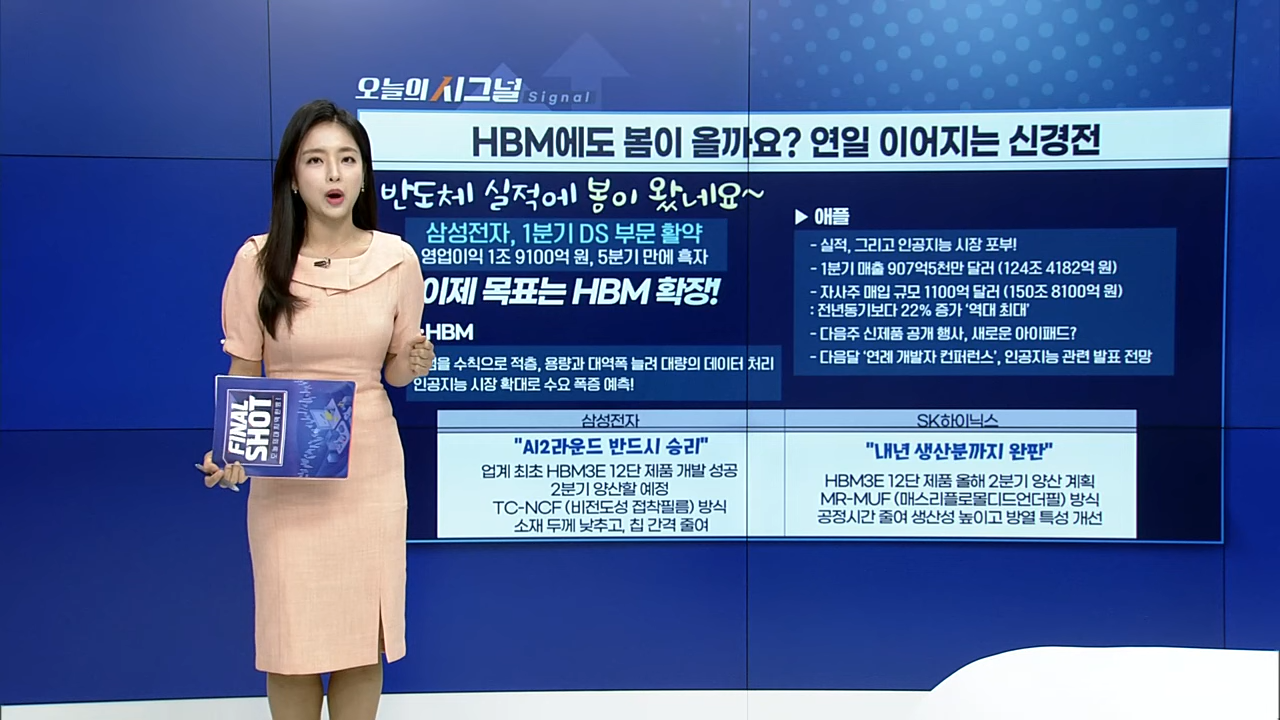 오늘의 시그널 Signal
HBM에도 봄이 올까요? 연일 이어지는 신경전
반도체 실적에 봄이 왔네요~
삼성전자, 1분기 DS 부문 활약
영업이익 1조 9100억 원, 5분기 만에 흑자
이제 목표는 HBM 확장!
HBM
수직으로 적층, 용량과 대역폭 늘려 대량의 데이터 처리
인공지능 시장 확대로 수요 폭증 예측!
▶ 애플
- 실적, 그리고 인공지능 시장 포부!
- 1분기 매출 907억5천만 달러 (124조 4182억 원)
- 자사주 매입 규모 1100억 달러 (150조 8100억 원)
: 전년동기보다 22% 증가 '역대 최대'
- 다음주 신제품 공개 행사, 새로운 아이패드?
- 다음달 '연례 개발자 컨퍼런스', 인공지능 관련 발표 전망
삼성전자
"AI2라운드 반드시 승리"
업계 최초 HBM3E 12단 제품 개발 성공
2분기 양산할 예정
TC-NCF (비전도성 접착필름) 방식
소재 두께 낮추고, 칩 간격 줄여
SK하이닉스
"내년 생산분까지 완판"
HBM3E 12단 제품 올해 2분기 양산 계획
MR-MUF (매스리플로몰디드언더필) 방식
공정시간 줄여 생산성 높이고 방열 특성 개선
FINAL
SHOT